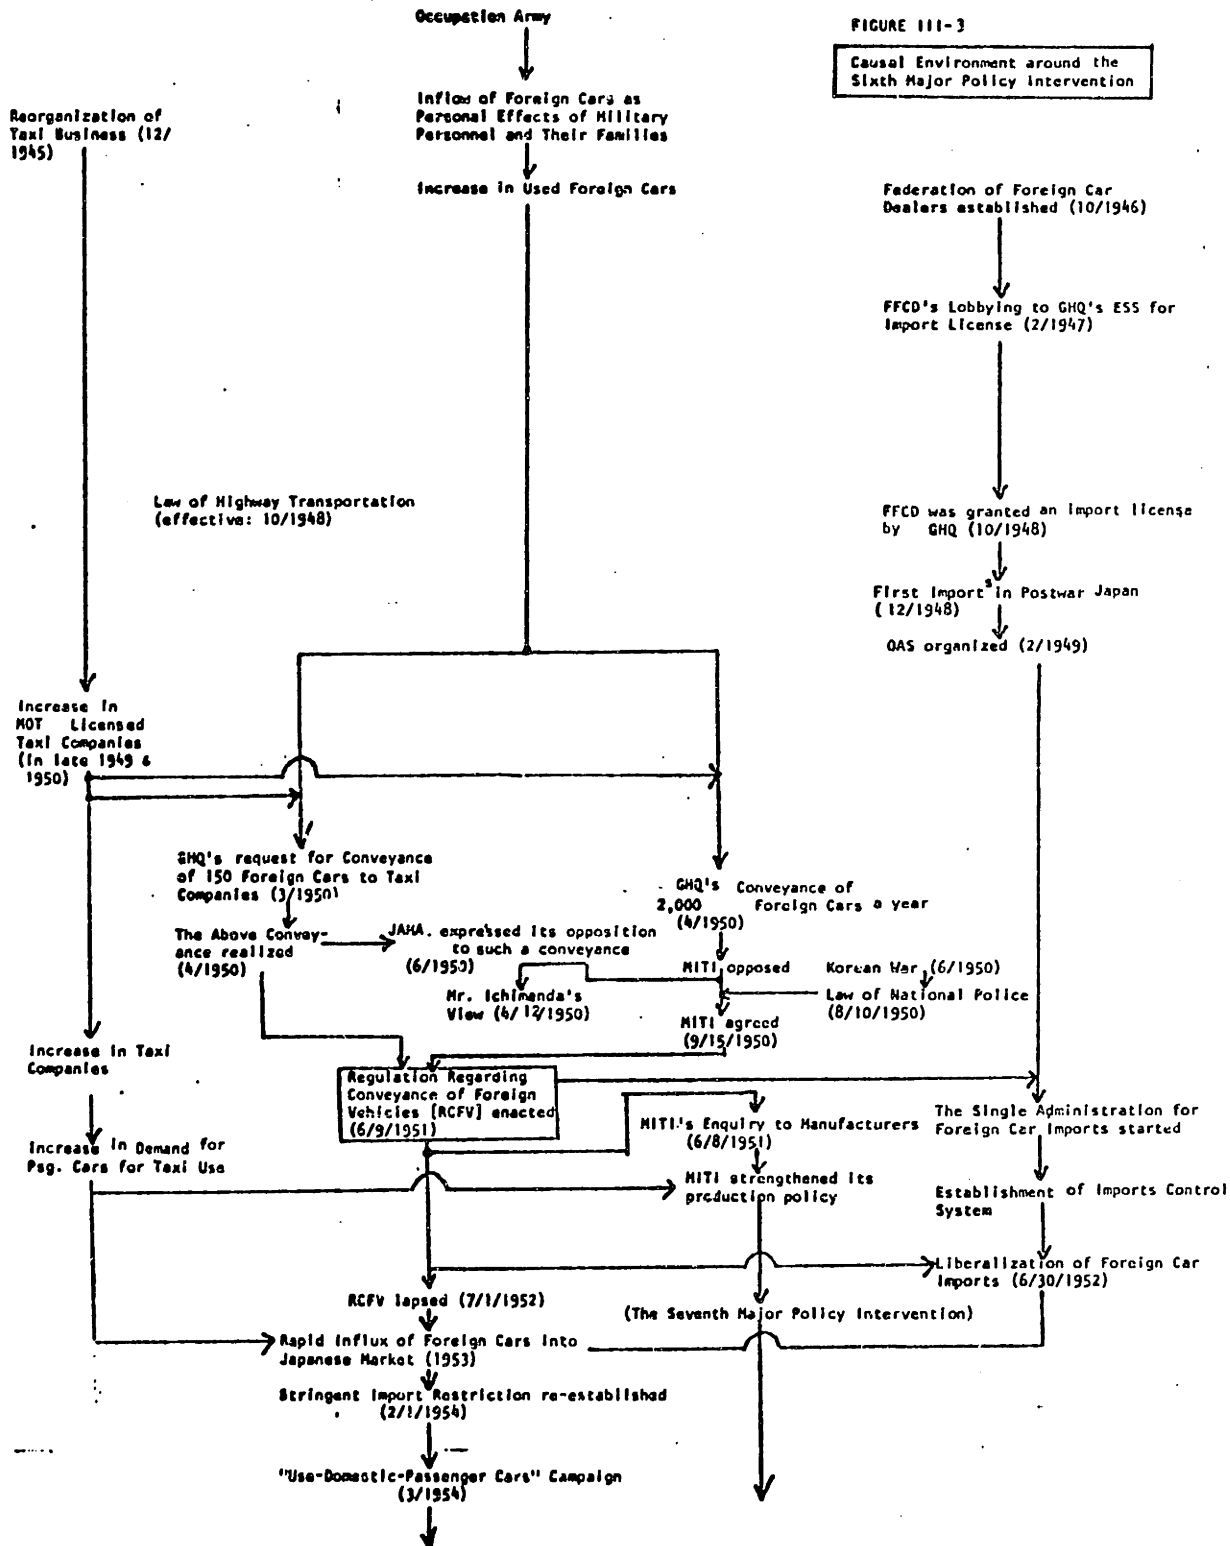 Occupation Army
FIGURE III-3
Causal Environment around the
Sixth Major Policy Intervention
Inflow of Foreign Cars as
Personal Effects of Military
Personnel and Their Families
Reorganization of
Taxi Business (12/
1945)
Increase in Used Foreign Cars
Federation of Foreign Car
Dealers established (10/1946)
FFCD's Lobbying to GHQ's ESS for
Import License (2/1947)
Law of Highway Transportation
(effective: 10/1948)
FFCD was granted an import license
by GHQ (10/1948)
First Imports in Postwar Japan
(12/1948)
OAS organized (2/1949)
Increase in
MOT Licensed
Taxi Companies
(in late 1949 &
1950)
GHQ's request for Conveyance
of 150 Foreign Cars to Taxi
Companies (3/1950)
GHQ's Conveyance of
2,000 Foreign Cars a year
(4/1950)
The Above Convey-
ance realized
(4/1950)
JAHA. expressed its opposition
to such a conveyance
(6/1950)
MITI opposed
Korean War (6/1950)
Mr. Ichimanda's
View (4/12/1950)
Law of National Police
(8/10/1950)
MITI agreed
(9/15/1950)
Increase in Taxi
Companies
Regulation Regarding
Conveyance of Foreign
Vehicles [RCFV] enacted
(6/9/1951)
MITI's Enquiry to Manufacturers
(6/8/1951)
The Single Administration for
Foreign Car Imports started
Increase in Demand for
Psg. Cars for Taxi Use
MITI strengthened its
production policy
Establishment of Imports Control
System
Liberalization of Foreign Car
Imports (6/30/1952)
RCFV lapsed (7/1/1952)
(The Seventh Major Policy Intervention)
Rapid Influx of Foreign Cars into
Japanese Market (1953)
Stringent Import Restriction re-established
(2/1/1954)
"Use-Domestic-Passenger Cars" Campaign
(3/1954)